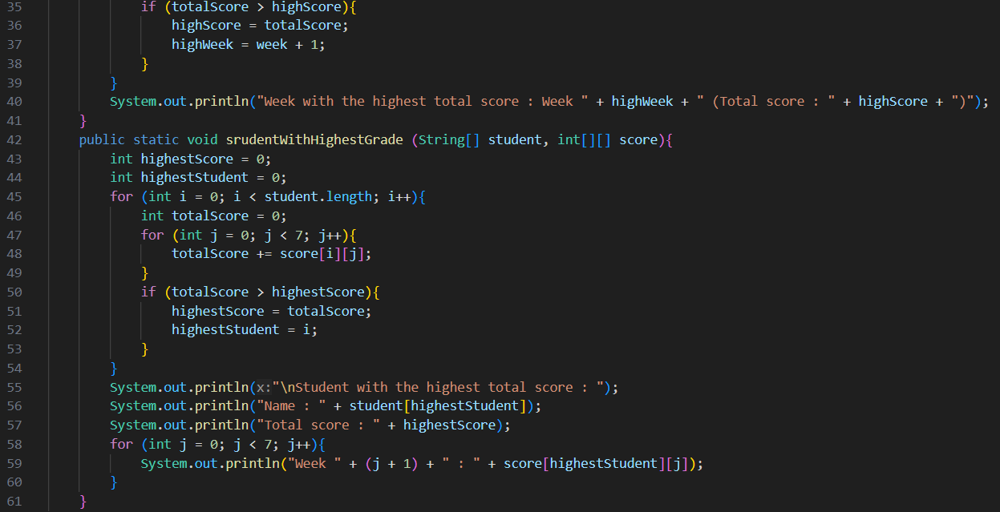 35 if (totalScore > highScore){
36 highScore = totalScore;
37 highWeek = week + 1;
38 }
39 }
40 System.out.println("Week with the highest total score : Week " + highWeek + " (Total score : " + highScore + ")");
41 }
42 public static void srudentWithHighestGrade (String[] student, int[][] score){
43 int highestScore = 0;
44 int highestStudent = 0;
45 for (int i = 0; i < student.length; i++){
46 int totalScore = 0;
47 for (int j = 0; j < 7; j++){
48 totalScore += score[i][j];
49 }
50 if (totalScore > highestScore){
51 highestScore = totalScore;
52 highestStudent = i;
53 }
54 }
55 System.out.println(x:"\nStudent with the highest total score : ");
56 System.out.println("Name : " + student[highestStudent]);
57 System.out.println("Total score : " + highestScore);
58 for (int j = 0; j < 7; j++){
59 System.out.println("Week " + (j + 1) + " : " + score[highestStudent][j]);
60 }
61 }